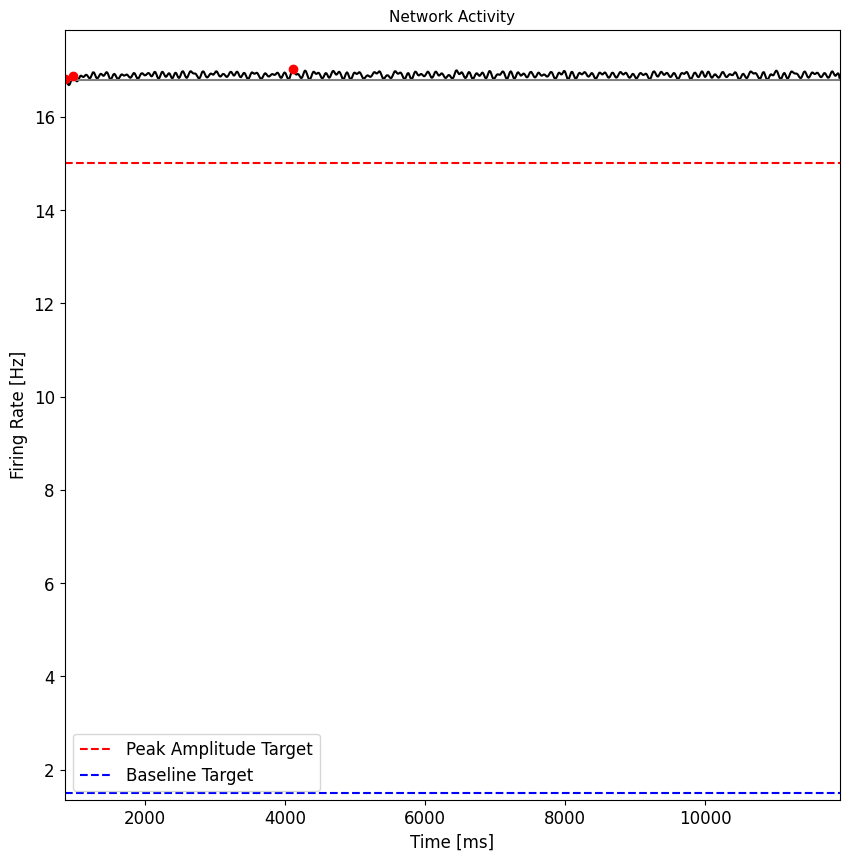 Network Activity
Firing Rate [Hz]
16
14
12
10
8
6
4
2
Peak Amplitude Target
Baseline Target
2000
4000
6000
8000
10000
Time [ms]